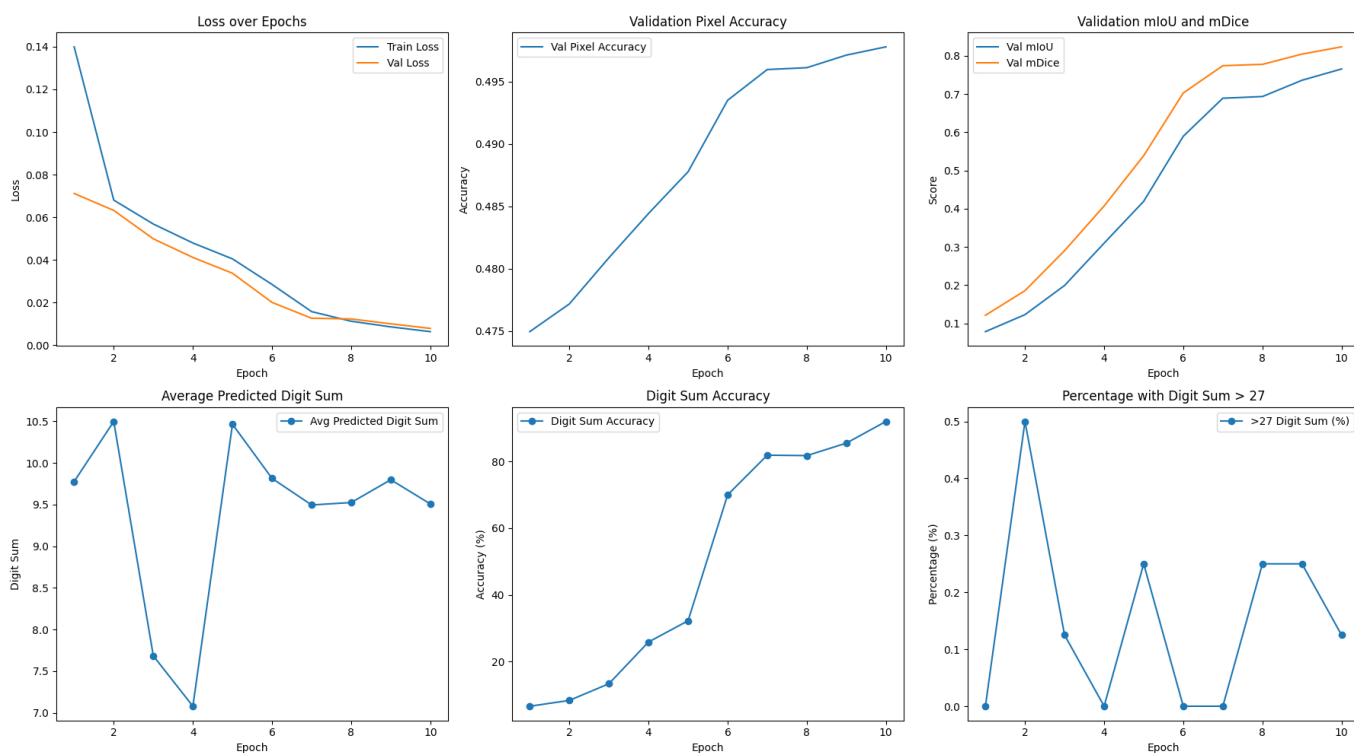 Loss over Epochs
Train Loss
Val Loss
0.14
0.12
0.10
0.08
0.06
0.04
0.02
0.00
Loss
2
4
6
8
10
Epoch
Validation Pixel Accuracy
Val Pixel Accuracy
0.495
0.490
0.485
0.480
0.475
Accuracy
2
4
6
8
10
Epoch
Validation mIoU and mDice
Val mIoU
Val mDice
0.8
0.7
0.6
0.5
0.4
0.3
0.2
0.1
Score
2
4
6
8
10
Epoch
Average Predicted Digit Sum
Avg Predicted Digit Sum
10.5
10.0
9.5
9.0
8.5
8.0
7.5
7.0
Digit Sum
2
4
6
8
10
Epoch
Digit Sum Accuracy
Digit Sum Accuracy
80
60
40
20
Accuracy (%)
2
4
6
8
10
Epoch
Percentage with Digit Sum > 27
>27 Digit Sum (%)
0.5
0.4
0.3
0.2
0.1
0.0
Percentage (%)
2
4
6
8
10
Epoch